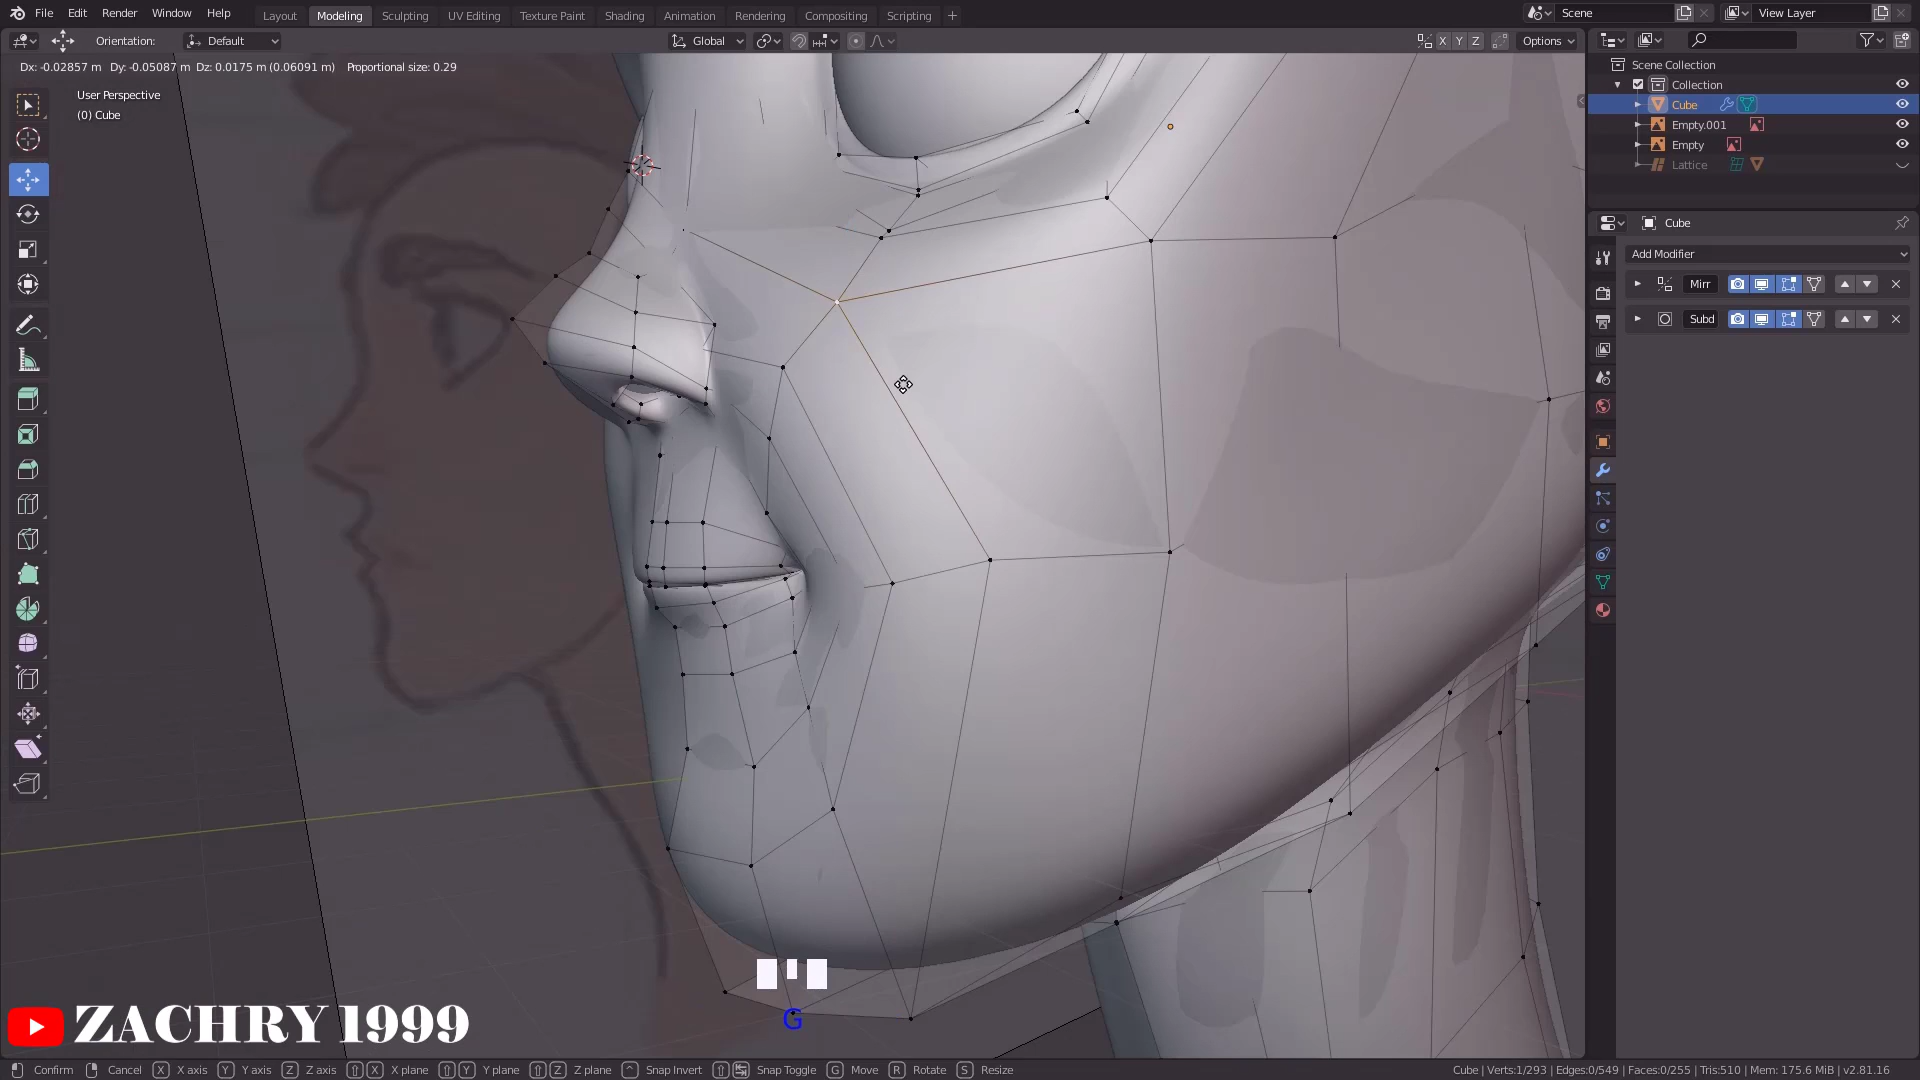 File Edit Render Window Help Layout Modeling Sculpting UV Editing Texture Paint Shading Animation Rendering Compositing Scripting + Scene View Layer
Orientation: Default Global X Y Z Options
Dx: -0.02857 m Dy: -0.05087 m Dz: 0.0175 m (0.06091 m) Proportional size: 0.29
User Perspective
(0) Cube
Scene Collection
Collection
Cube
Empty.001
Empty
Lattice
Cube
Add Modifier
Mirr
Subd
G
ZACHRY 1999
Confirm Cancel X X axis Y Y axis Z Z axis X X plane Y Y plane Z Z plane Snap Invert Snap Toggle G Move R Rotate S Resize Cube | Verts:1/293 | Edges:0/549 | Faces:0/255 | Tris:510 | Mem: 175.6 MiB | v2.81.16